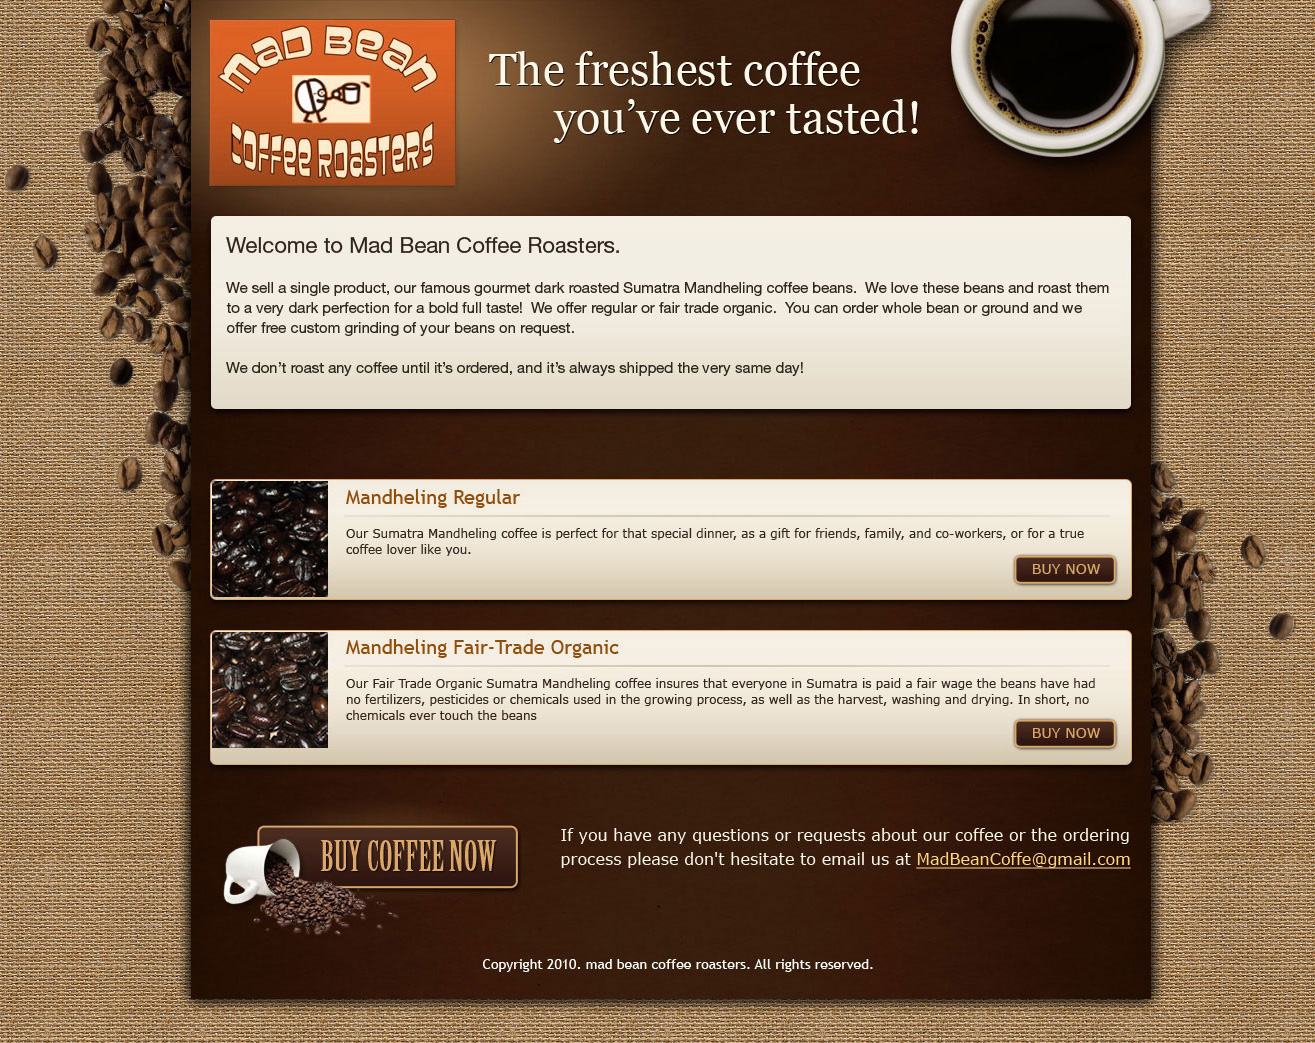 mad Bean
coffee Roasters
The freshest coffee
you’ve ever tasted!
Welcome to Mad Bean Coffee Roasters.
We sell a single product, our famous gourmet dark roasted Sumatra Mandheling coffee beans.  We love these beans and roast them
to a very dark perfection for a bold full taste!  We offer regular or fair trade organic.  You can order whole bean or ground and we
offer free custom grinding of your beans on request.
We don’t roast any coffee until it’s ordered, and it’s always shipped the very same day!
Mandheling Regular
Our Sumatra Mandheling coffee is perfect for that special dinner, as a gift for friends, family, and co-workers, or for a true
coffee lover like you.
BUY NOW
Mandheling Fair-Trade Organic
Our Fair Trade Organic Sumatra Mandheling coffee insures that everyone in Sumatra is paid a fair wage the beans have had
no fertilizers, pesticides or chemicals used in the growing process, as well as the harvest, washing and drying. In short, no
chemicals ever touch the beans
BUY NOW
BUY COFFEE NOW
If you have any questions or requests about our coffee or the ordering
process please don't hesitate to email us at MadBeanCoffe@gmail.com
Copyright 2010. mad bean coffee roasters. All rights reserved.